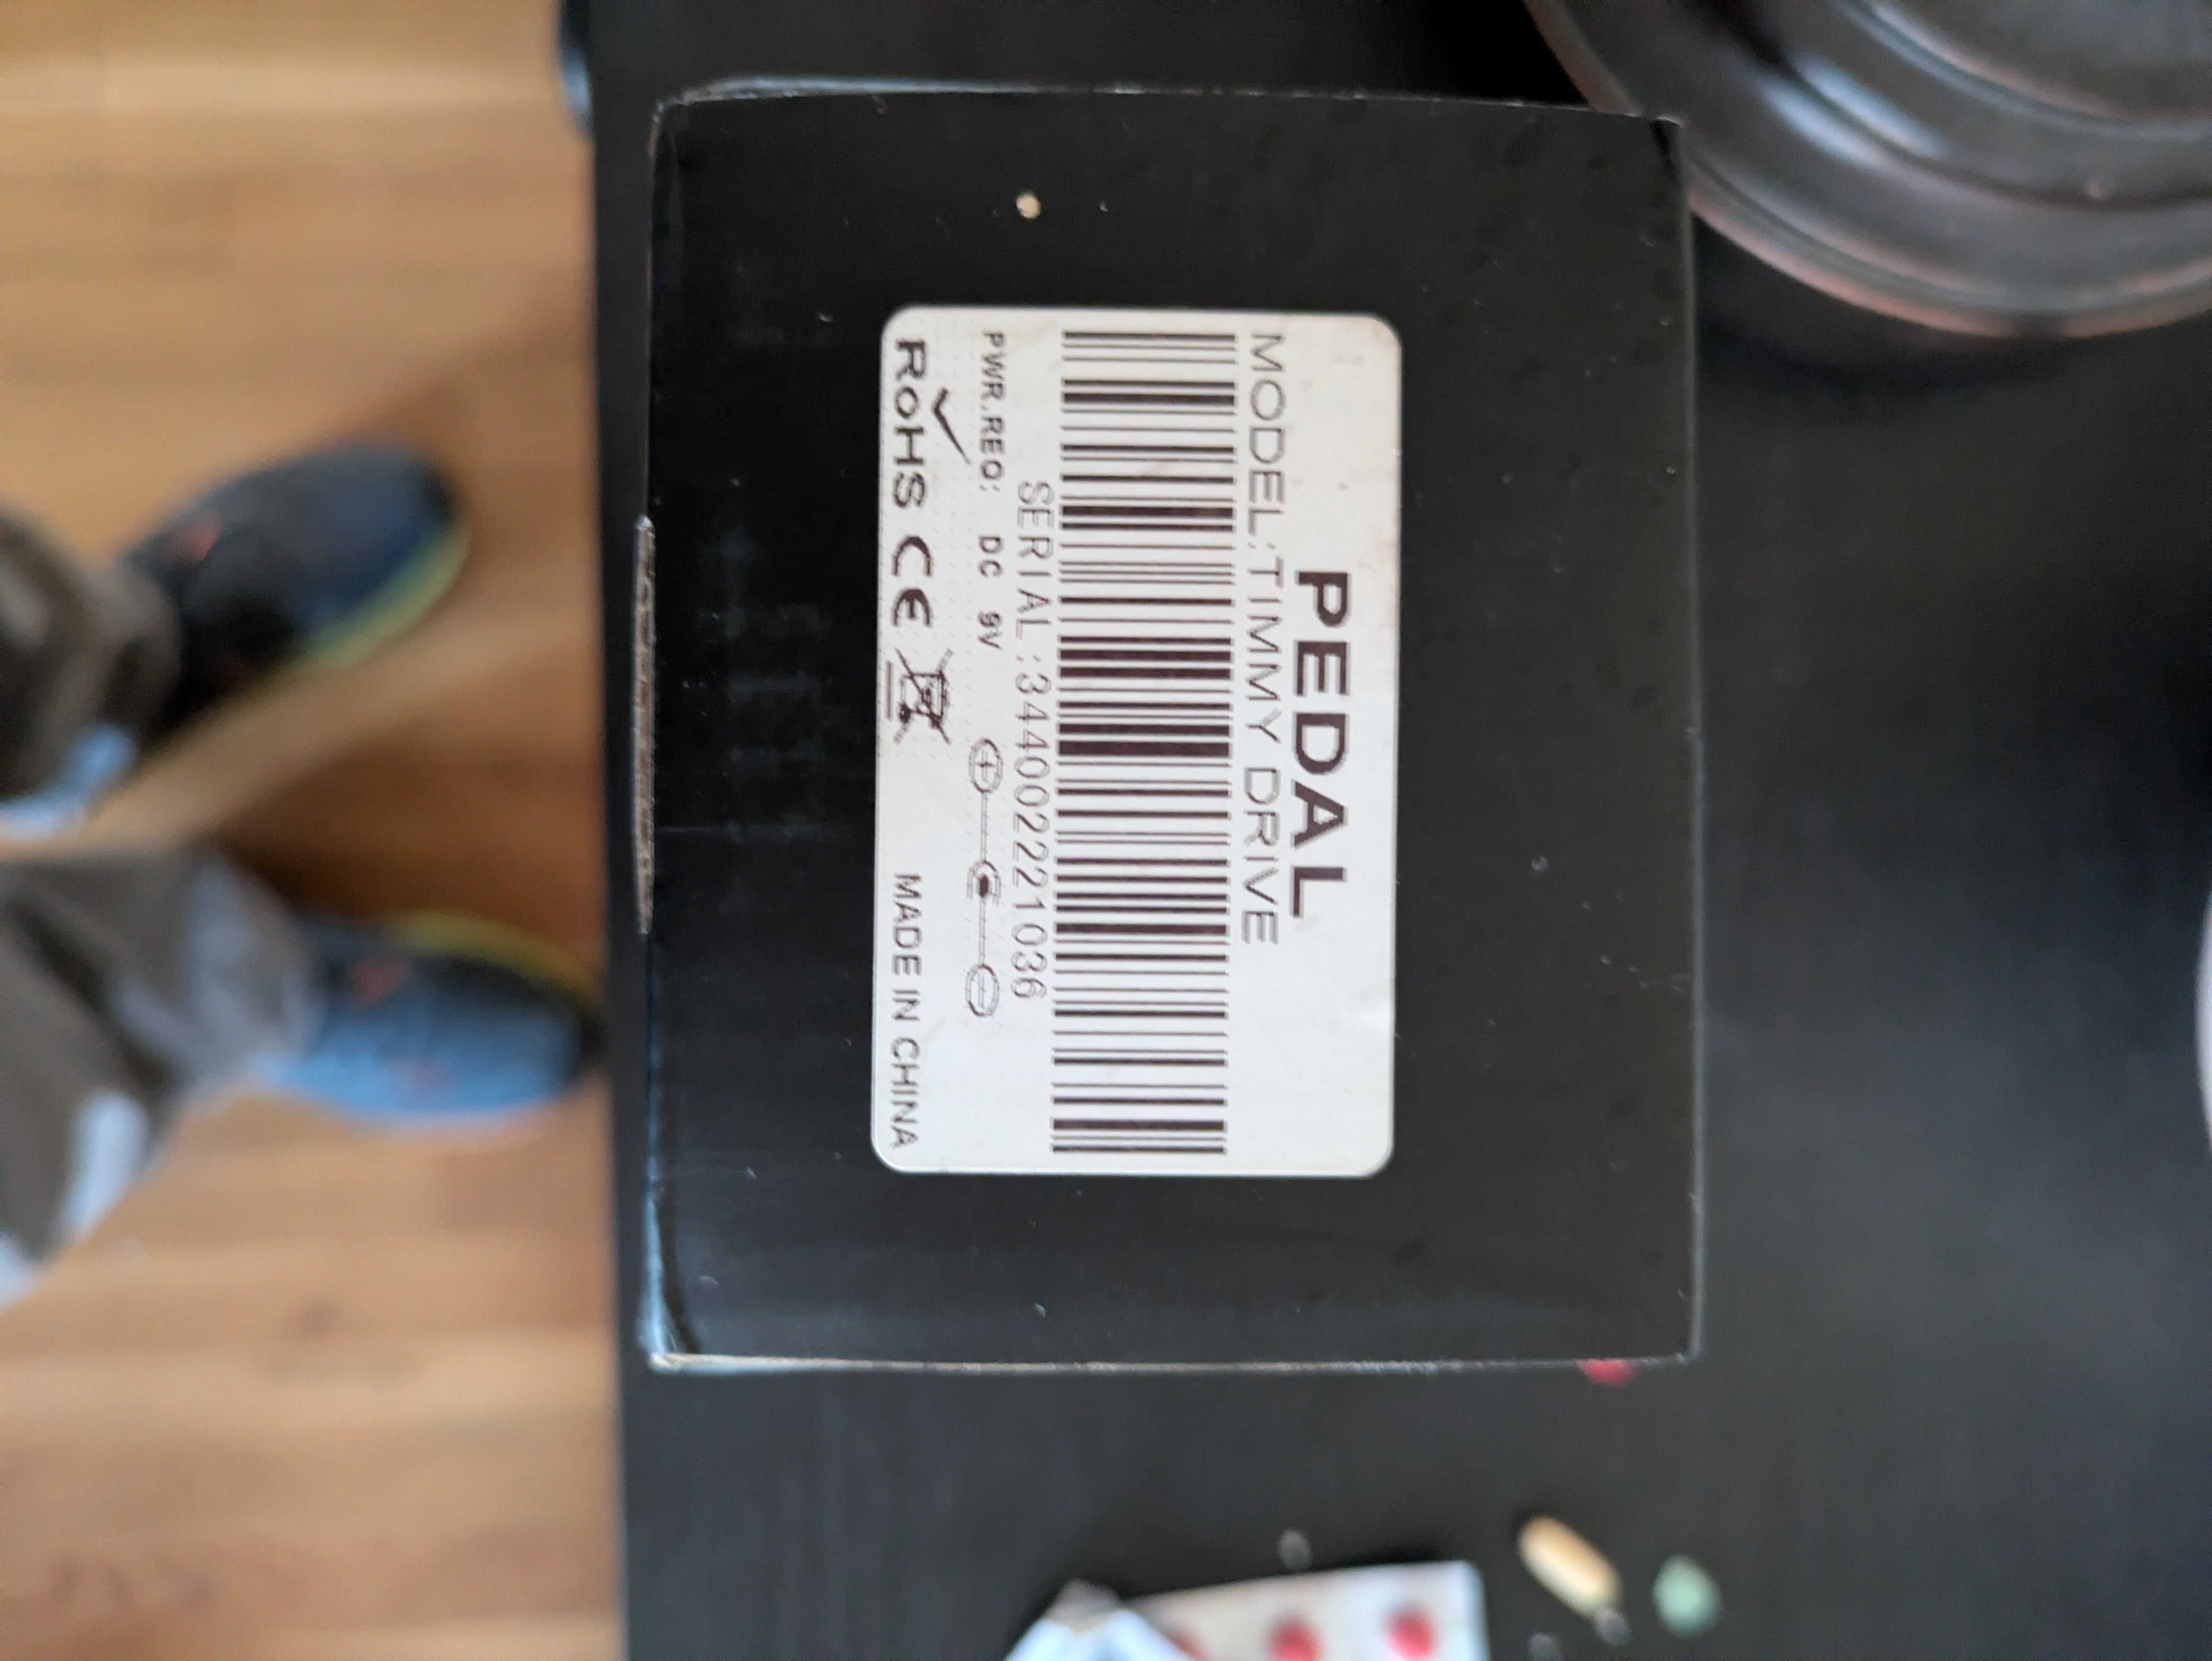 PEDAL
MODEL:TIMMY DRIVE
SERIAL:3440022221036
PWR.REQ: DC 9V
RoHS CE MADE IN CHINA